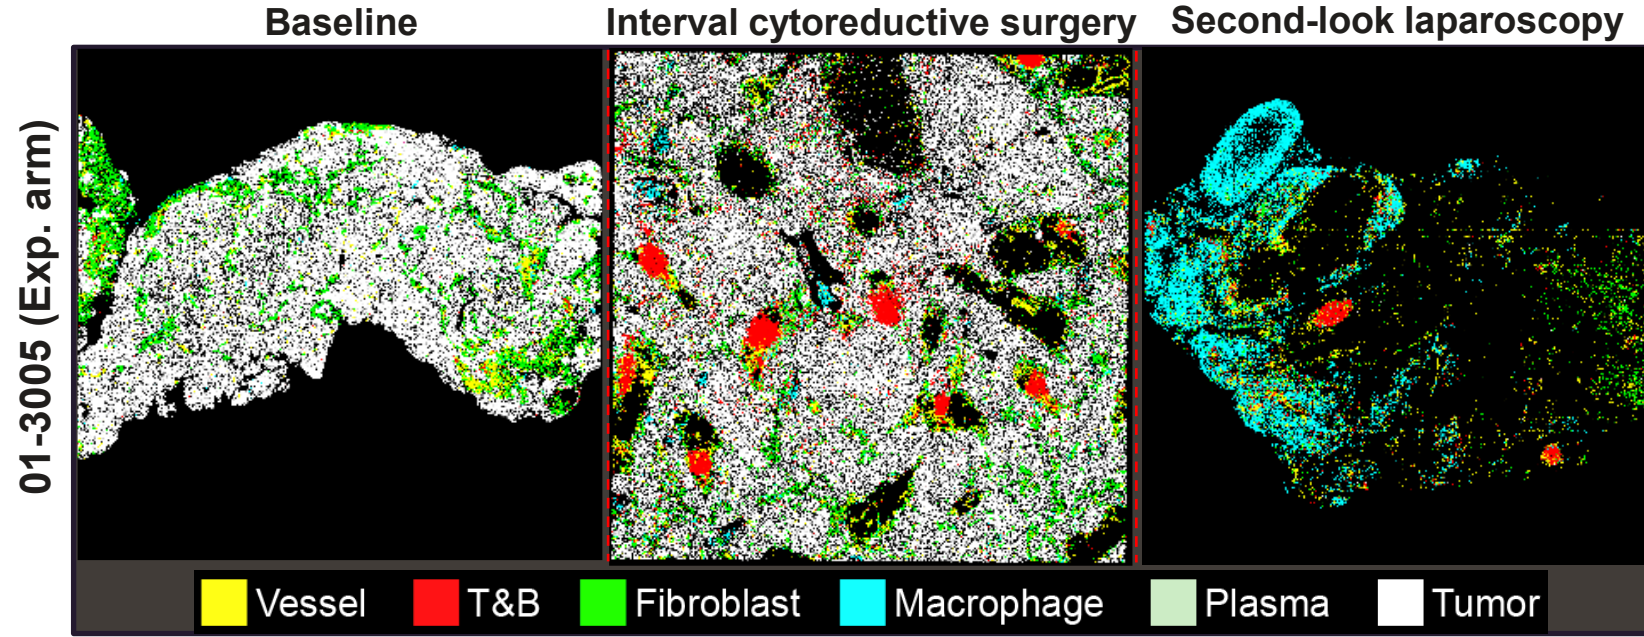 Baseline
Interval cytoreductive surgery
Second-look laparoscopy
01-3005 (Exp. arm)
Vessel
T&B
Fibroblast
Macrophage
Plasma
Tumor